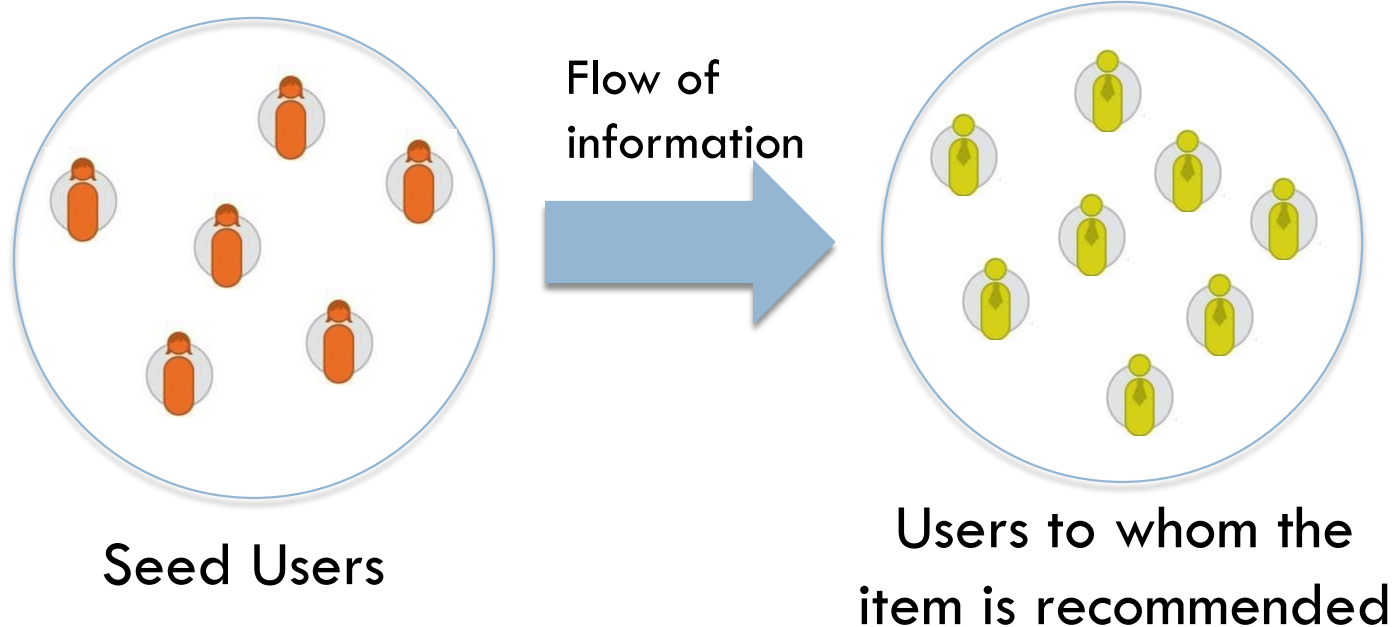 Flow of
information
Seed Users
Users to whom the
item is recommended